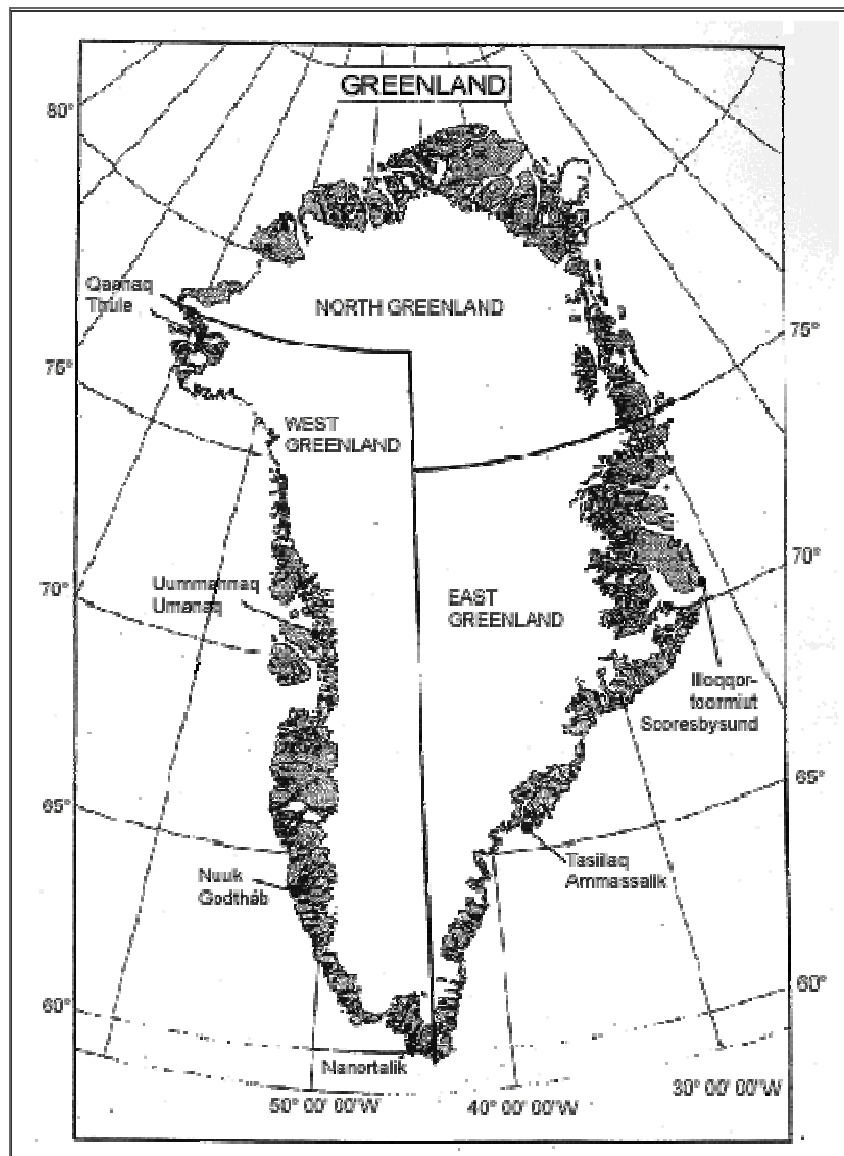 GREENLAND
80°
Qaanaq
Thule
NORTH GREENLAND
75°
75°
WEST
GREENLAND
70°
70°
Uummannaq
Umanaq
EAST
GREENLAND
Illoqqor-
toormiut
Scoresbysund
65°
65°
Tasiilaq
Ammassalik
Nuuk
Godthåb
60°
60°
Nanortalik
50° 00' 00"W
40° 00' 00"W
30° 00' 00"W